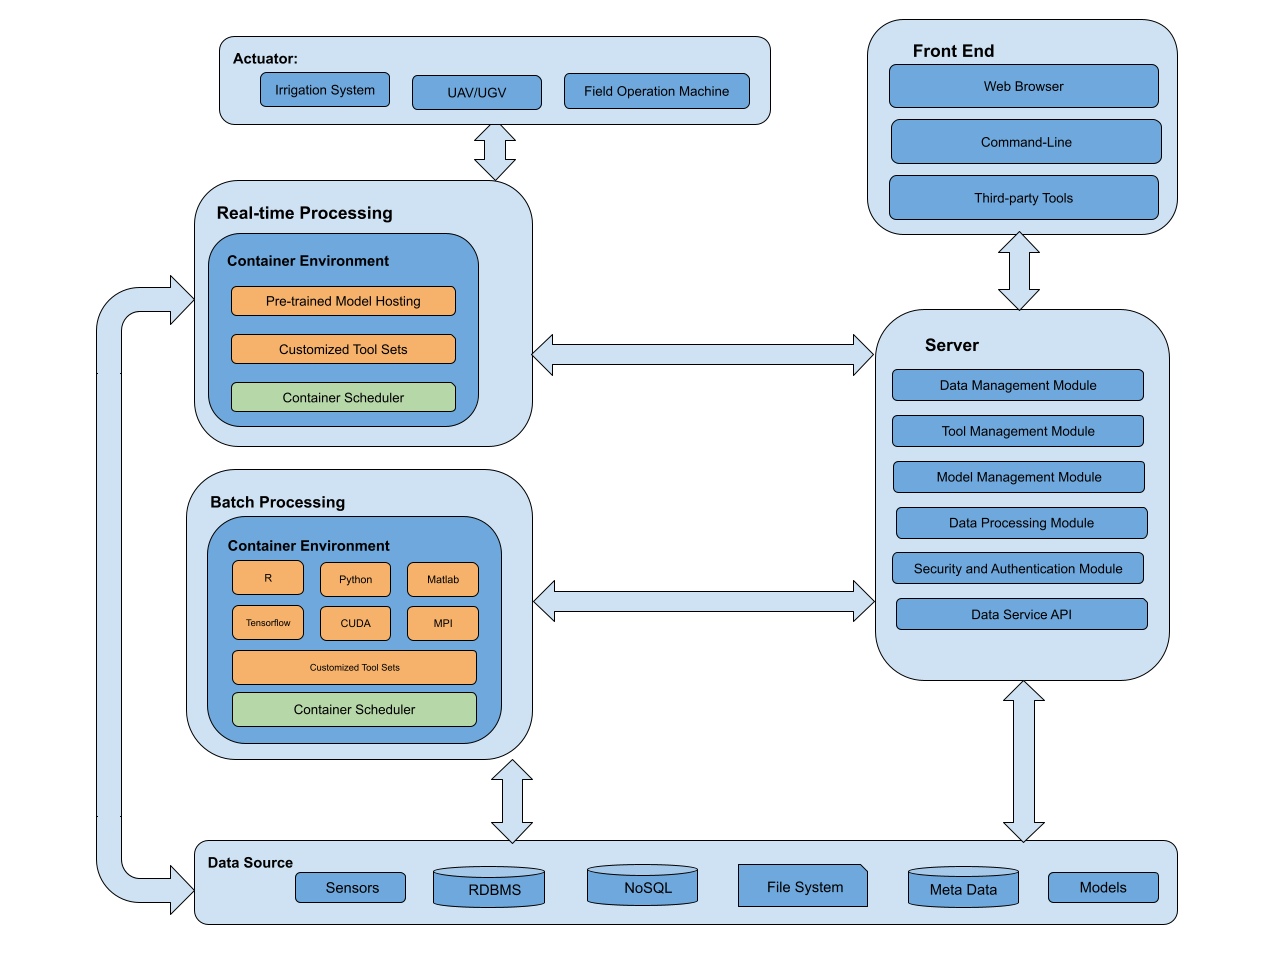 Actuator:
Irrigation System
UAV/UGV
Field Operation Machine
Front End
Web Browser
Command-Line
Third-party Tools
Real-time Processing
Container Environment
Pre-trained Model Hosting
Customized Tool Sets
Container Scheduler
Server
Data Management Module
Tool Management Module
Model Management Module
Data Processing Module
Security and Authentication Module
Data Service API
Batch Processing
Container Environment
R
Python
Matlab
Tensorflow
CUDA
MPI
Customized Tool Sets
Container Scheduler
Data Source
Sensors
RDBMS
NoSQL
File System
Meta Data
Models